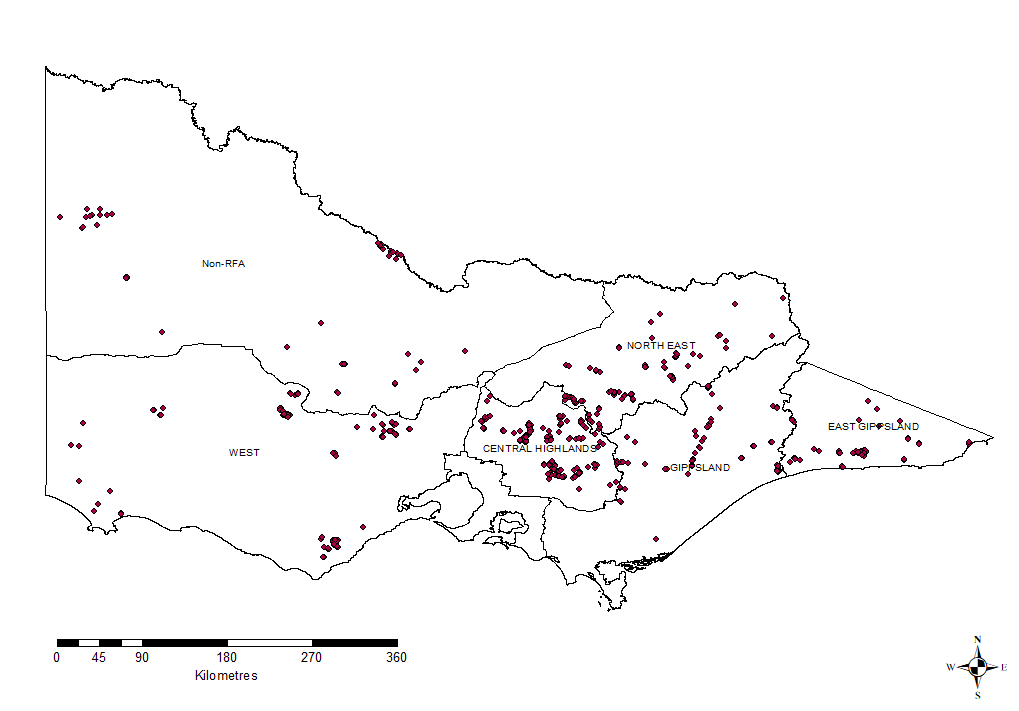 Non-RFA
NORTH EAST
EAST GIPPSLAND
CENTRAL HIGHLANDS
WEST
GIPPSLAND
0 45 90 180 270 360
Kilometres
N
W E
S